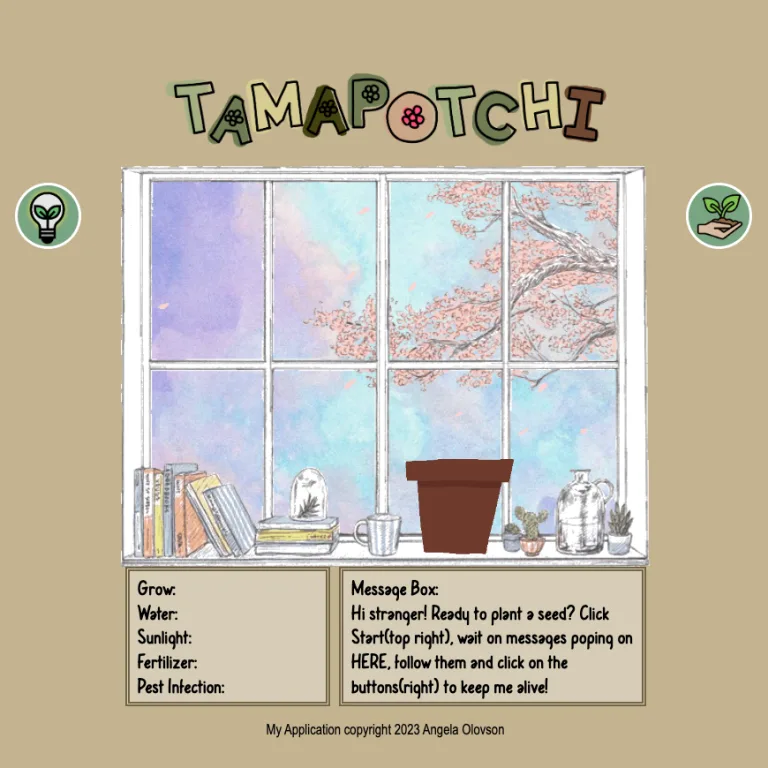 TAMAPOTCHI
Grow:
Water:
Sunlight:
Fertilizer:
Pest Infection:
Message Box:
Hi stranger! Ready to plant a seed? Click
Start(top right), wait on messages poping on
HERE, follow them and click on the
buttons(right) to keep me alive!
My Application copyright 2023 Angela Olovson